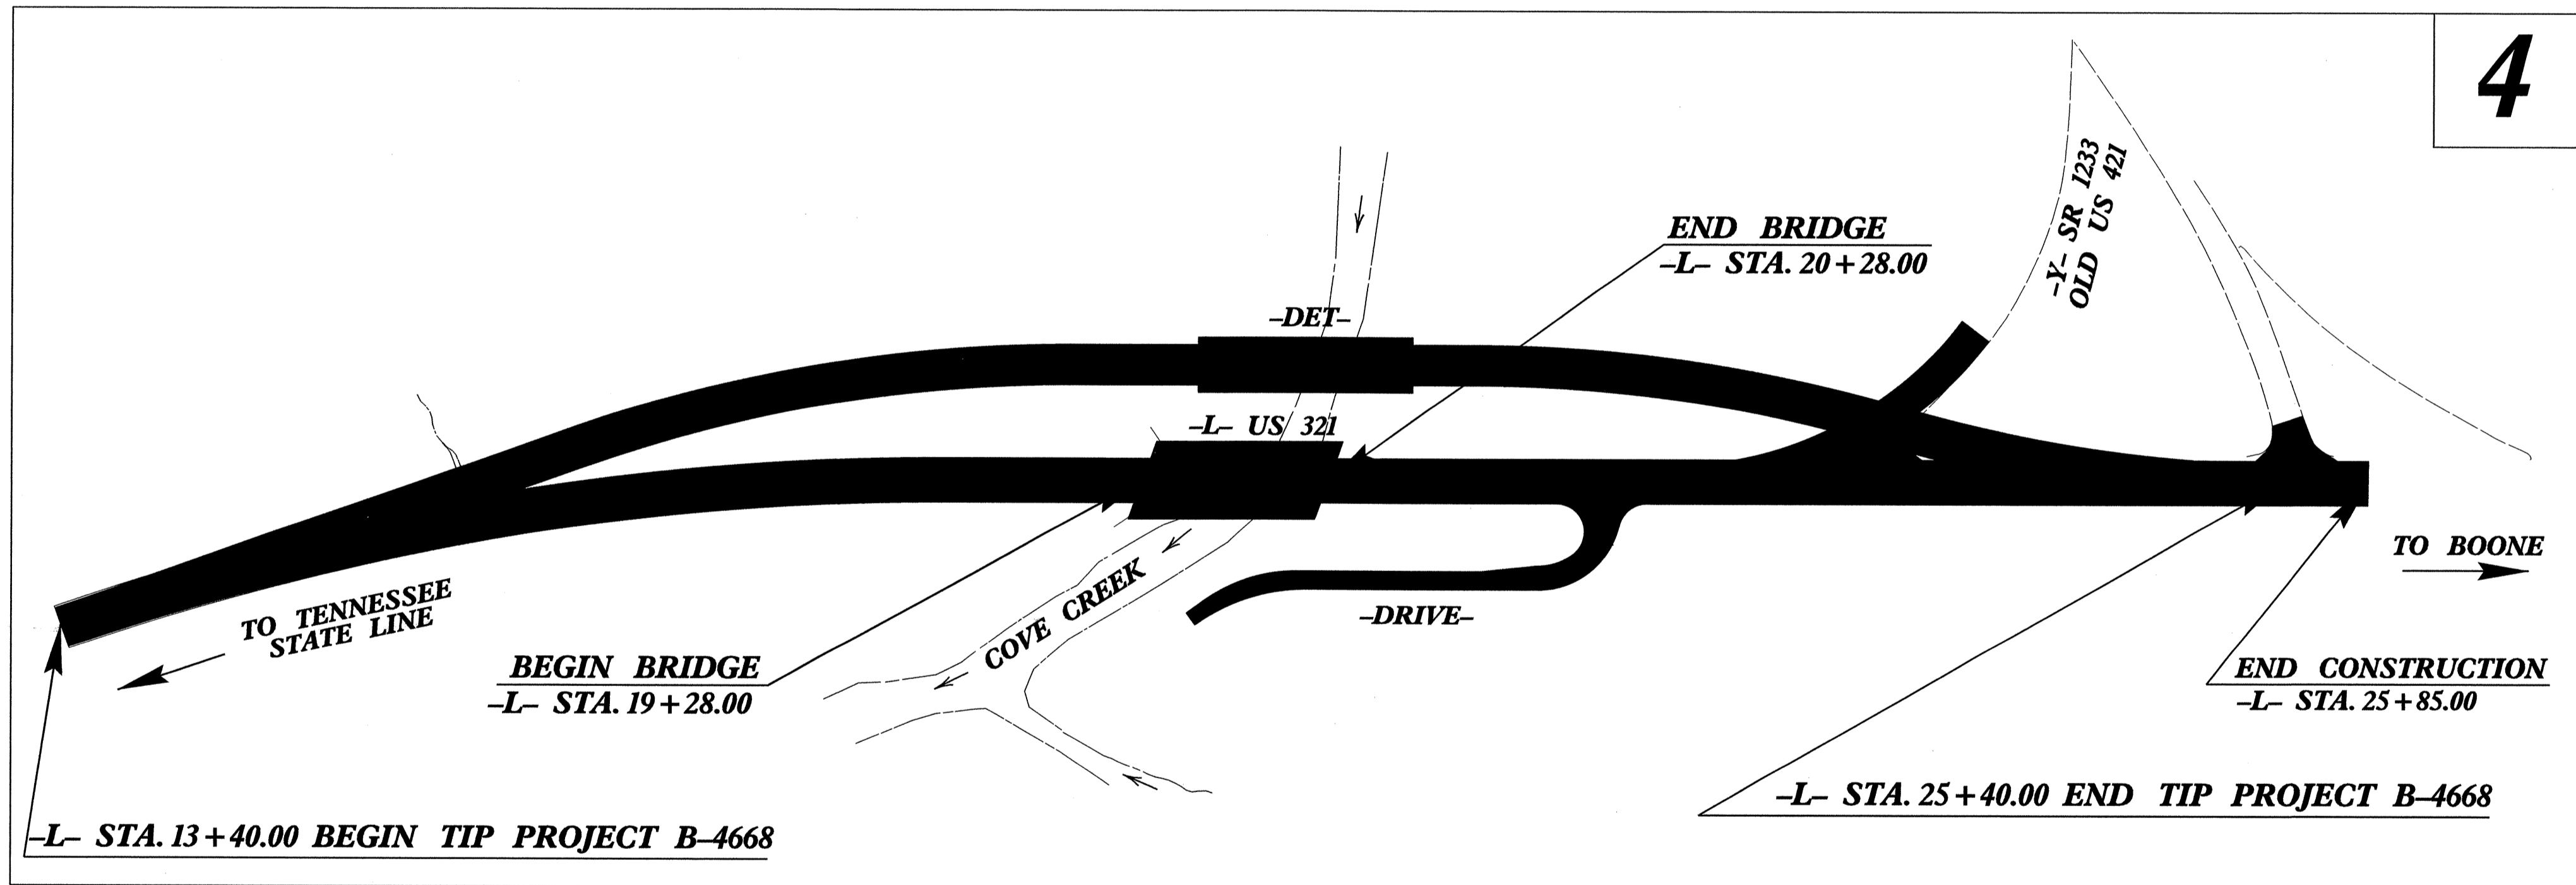 4
-Y- SR 1233
OLD US 421
END BRIDGE
-L- STA. 20+28.00
-DET-
-L- US 321
TO BOONE
TO TENNESSEE
STATE LINE
COVE CREEK
-DRIVE-
BEGIN BRIDGE
-L- STA. 19+28.00
END CONSTRUCTION
-L- STA. 25+85.00
-L- STA. 25+40.00 END TIP PROJECT B-4668
-L- STA. 13+40.00 BEGIN TIP PROJECT B-4668